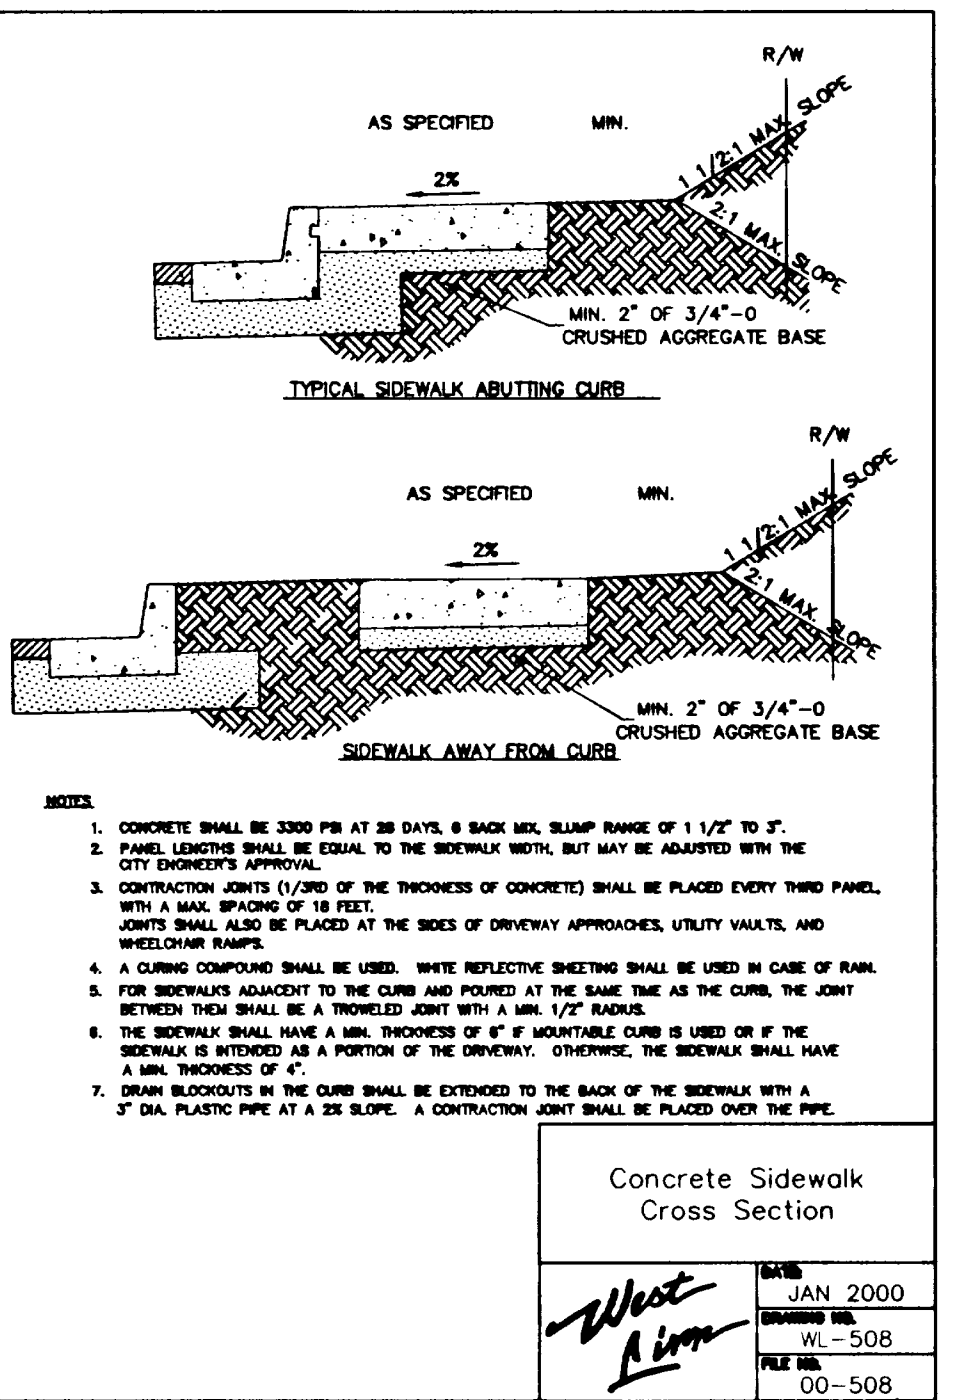 R/W
AS SPECIFIED MIN.
1 1/2:1 MAX. SLOPE
2%
2:1 MAX. SLOPE
MIN. 2" OF 3/4"-0
CRUSHED AGGREGATE BASE
TYPICAL SIDEWALK ABUTTING CURB
R/W
AS SPECIFIED MIN.
1 1/2:1 MAX. SLOPE
2%
2:1 MAX. SLOPE
MIN. 2" OF 3/4"-0
CRUSHED AGGREGATE BASE
SIDEWALK AWAY FROM CURB
NOTES
1. CONCRETE SHALL BE 3300 PSI AT 28 DAYS, 6 SACK MIX, SLUMP RANGE OF 1 1/2" TO 3".
2. PANEL LENGTHS SHALL BE EQUAL TO THE SIDEWALK WIDTH, BUT MAY BE ADJUSTED WITH THE
CITY ENGINEER'S APPROVAL.
3. CONTRACTION JOINTS (1/3RD OF THE THICKNESS OF CONCRETE) SHALL BE PLACED EVERY THIRD PANEL,
WITH A MAX. SPACING OF 18 FEET.
JOINTS SHALL ALSO BE PLACED AT THE SIDES OF DRIVEWAY APPROACHES, UTILITY VAULTS, AND
WHEELCHAIR RAMPS.
4. A CURING COMPOUND SHALL BE USED. WHITE REFLECTIVE SHEETING SHALL BE USED IN CASE OF RAIN.
5. FOR SIDEWALKS ADJACENT TO THE CURB AND POURED AT THE SAME TIME AS THE CURB, THE JOINT
BETWEEN THEM SHALL BE A TROWELED JOINT WITH A MIN. 1/2" RADIUS.
6. THE SIDEWALK SHALL HAVE A MIN. THICKNESS OF 6" IF MOUNTABLE CURB IS USED OR IF THE
SIDEWALK IS INTENDED AS A PORTION OF THE DRIVEWAY. OTHERWISE, THE SIDEWALK SHALL HAVE
A MIN. THICKNESS OF 4".
7. DRAIN BLOCKOUTS IN THE CURB SHALL BE EXTENDED TO THE BACK OF THE SIDEWALK WITH A
3" DIA. PLASTIC PIPE AT A 2% SLOPE. A CONTRACTION JOINT SHALL BE PLACED OVER THE PIPE.
Concrete Sidewalk
Cross Section
West
Linn
DATE:
JAN 2000
DRAWING NO.
WL-508
FILE NO.
00-508